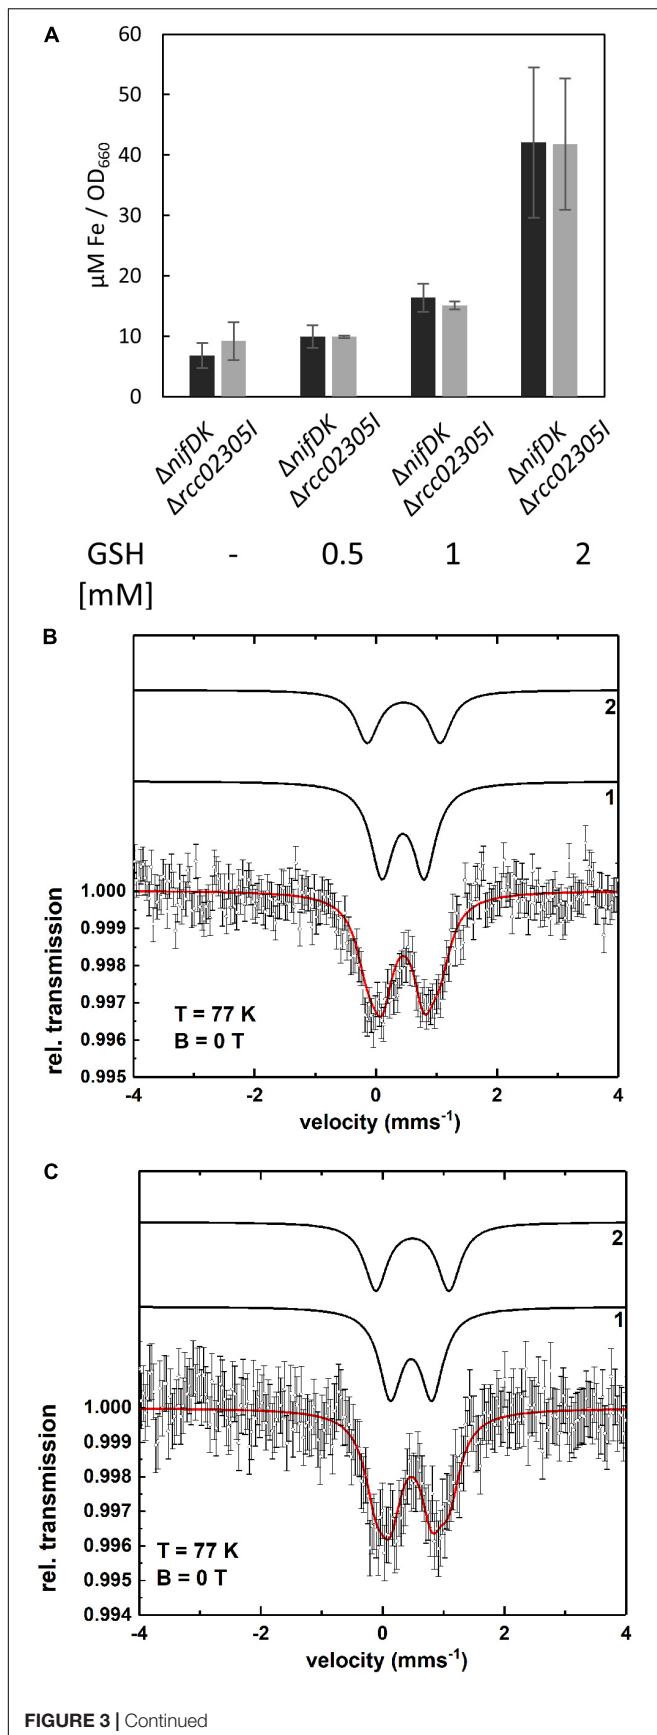 A
60
50
40
30
20
10
0
µM Fe / OD660
ΔnifDK
Δrcc02305I
ΔnifDK
Δrcc02305I
ΔnifDK
Δrcc02305I
ΔnifDK
Δrcc02305I
GSH - 0.5 1 2
[mM]
B
2
1
1.000
0.999
0.998
0.997
0.996
0.995
rel. transmission
T = 77 K
B = 0 T
-4 -2 0 2 4
velocity (mms-1)
C
2
1
1.000
0.999
0.998
0.997
0.996
0.995
0.994
rel. transmission
T = 77 K
B = 0 T
-4 -2 0 2 4
velocity (mms-1)
FIGURE 3 | Continued